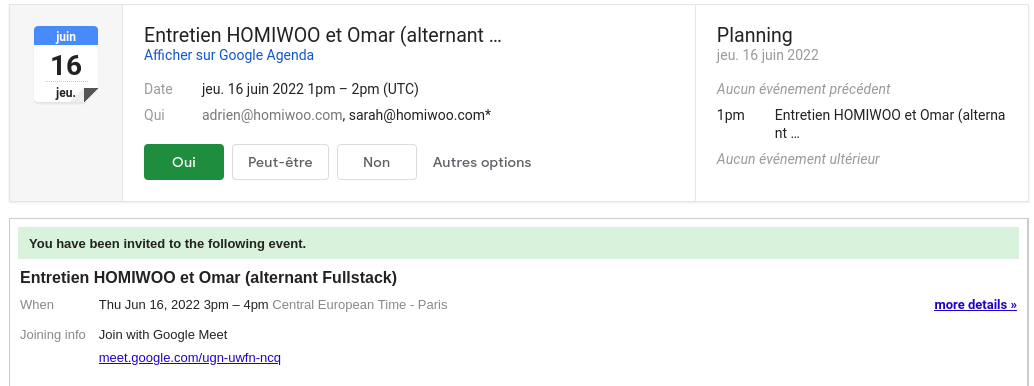 juin
16
jeu.
Entretien HOMIWOO et Omar (alternant …
Afficher sur Google Agenda
Date jeu. 16 juin 2022 1pm – 2pm (UTC)
Qui adrien@homiwoo.com, sarah@homiwoo.com*
Oui Peut-être Non Autres options
Planning
jeu. 16 juin 2022
Aucun événement précédent
1pm Entretien HOMIWOO et Omar (alterna
nt …
Aucun événement ultérieur
You have been invited to the following event.
Entretien HOMIWOO et Omar (alternant Fullstack)
When Thu Jun 16, 2022 3pm – 4pm Central European Time - Paris more details »
Joining info Join with Google Meet
meet.google.com/ugn-uwfn-ncq